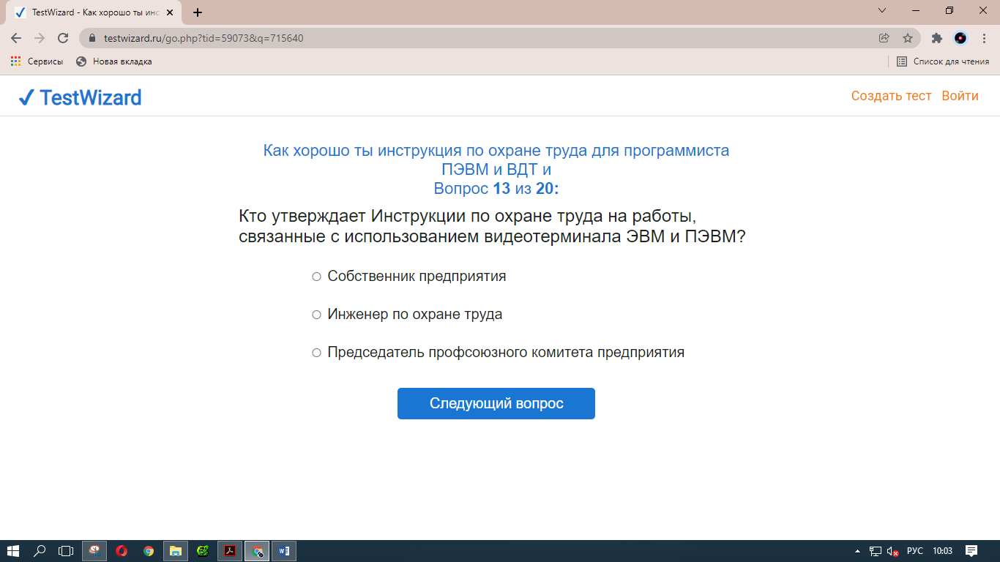 TestWizard - Как хорошо ты инс
testwizard.ru/go.php?tid=59073&q=715640
Сервисы
Новая вкладка
Список для чтения
TestWizard
Создать тест
Войти
Как хорошо ты инструкция по охране труда для программиста
ПЭВМ и ВДТ и
Вопрос 13 из 20:
Кто утверждает Инструкции по охране труда на работы,
связанные с использованием видеотерминала ЭВМ и ПЭВМ?
Собственник предприятия
Инженер по охране труда
Председатель профсоюзного комитета предприятия
Следующий вопрос
РУС
10:03